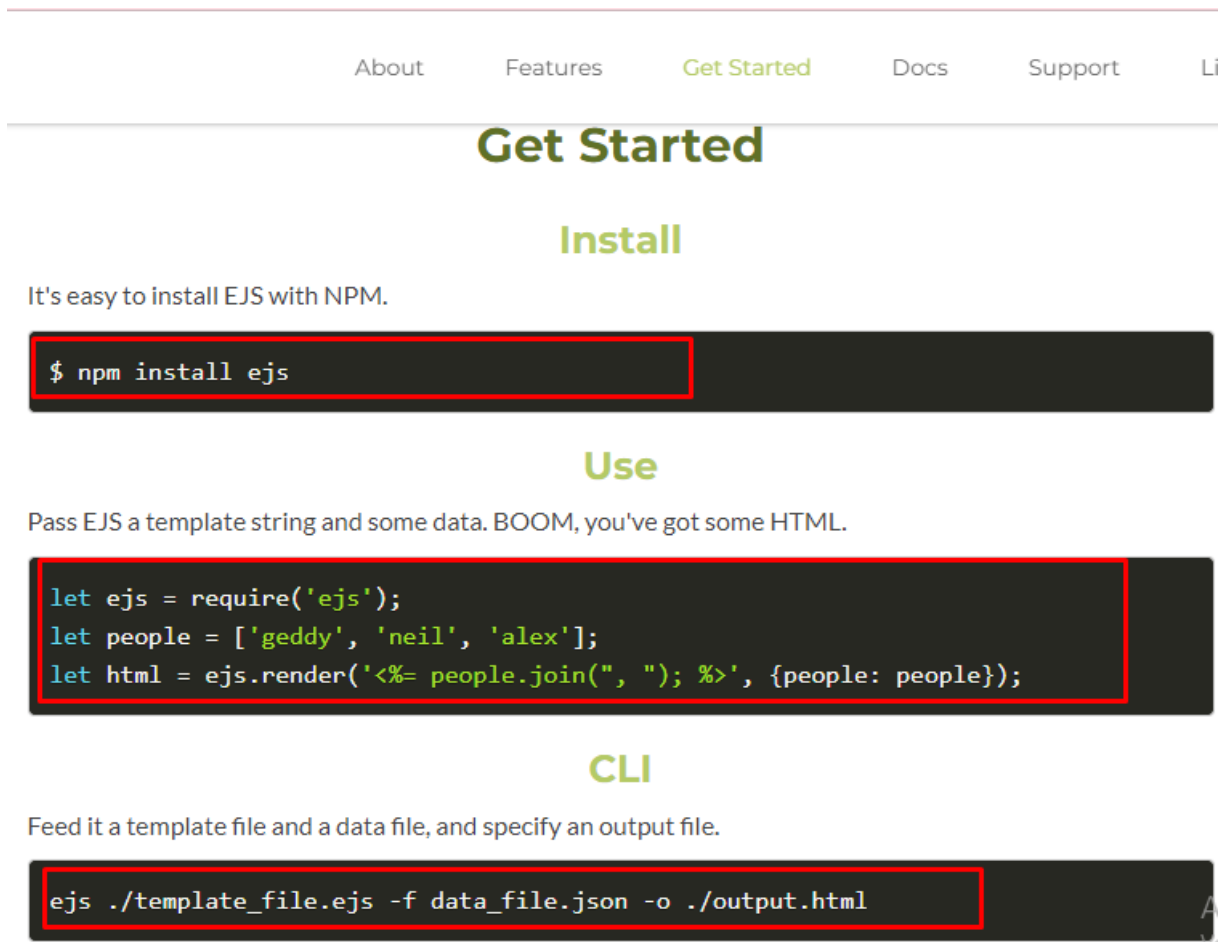 About Features Get Started Docs Support Li
Get Started
Install
It's easy to install EJS with NPM.
$ npm install ejs
Use
Pass EJS a template string and some data. BOOM, you've got some HTML.
let ejs = require('ejs');
let people = ['geddy', 'neil', 'alex'];
let html = ejs.render('<%= people.join(", "); %>', {people: people});
CLI
Feed it a template file and a data file, and specify an output file.
ejs ./template_file.ejs -f data_file.json -o ./output.html